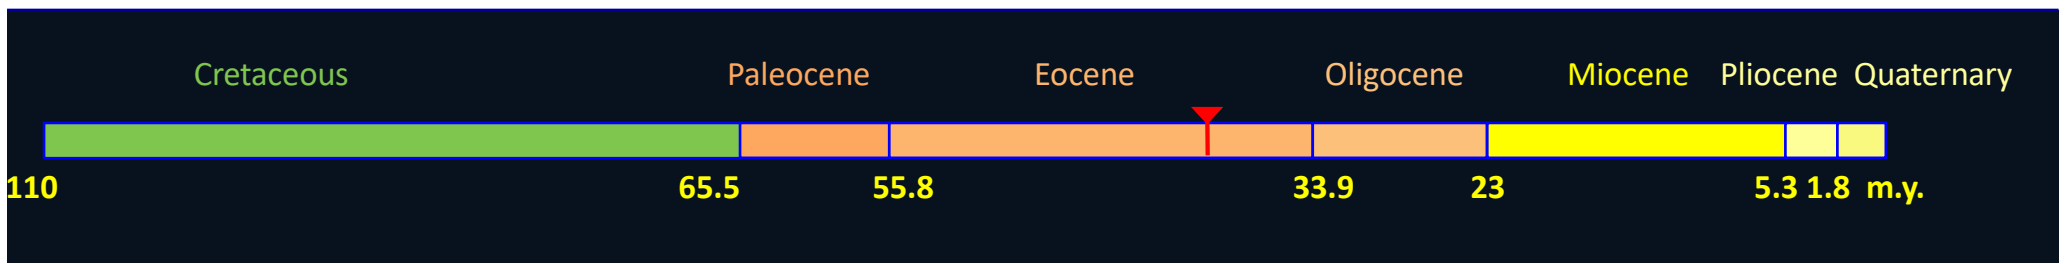 Cretaceous Paleocene Eocene Oligocene Miocene Pliocene Quaternary
110 65.5 55.8 33.9 23 5.3 1.8 m.y.